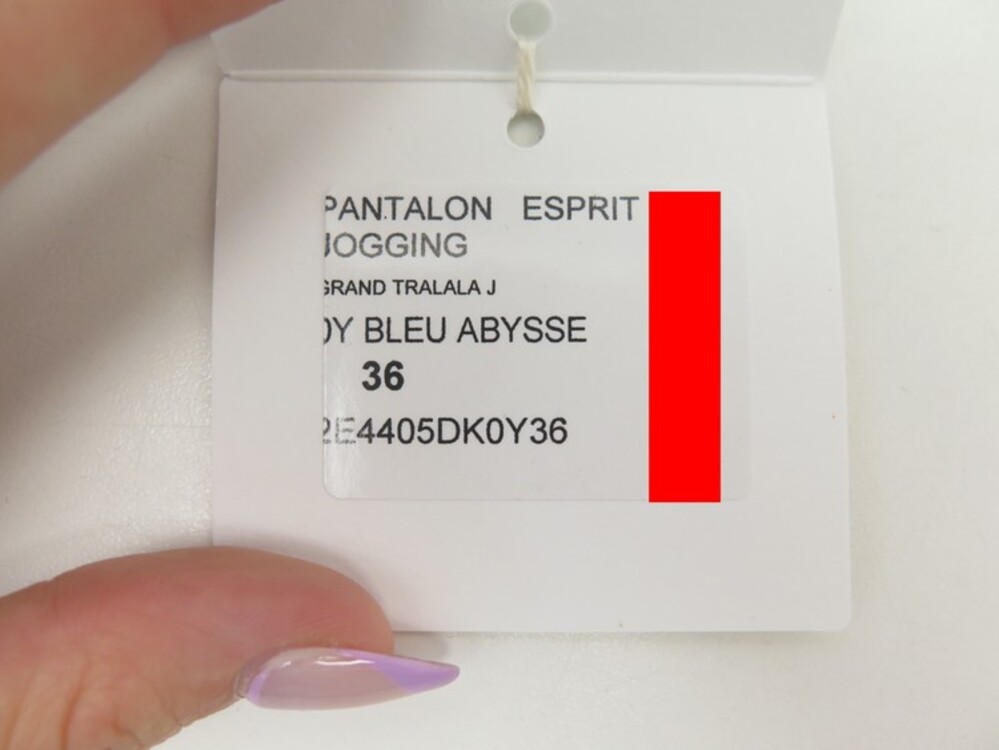 PANTALON ESPRIT
JOGGING
GRAND TRALALA J
0Y BLEU ABYSSE
36
2E4405DK0Y36